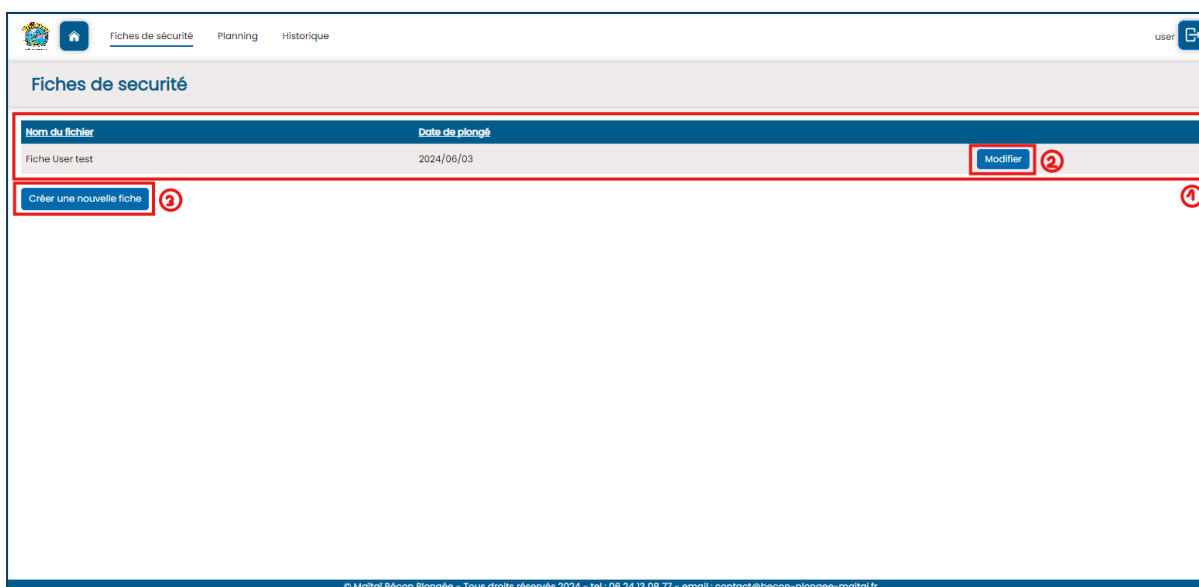 Fiches de sécurité Planning Historique user
Fiches de securité
Nom du fichier Date de plongé
Fiche User test 2024/06/03 Modifier 2
Créer une nouvelle fiche 3 1
© Maïtaï Bécon Plongée - Tous droits réservés 2024 - tel : 06 24 13 08 77 - email : contact@becon-plongee-maitai.fr